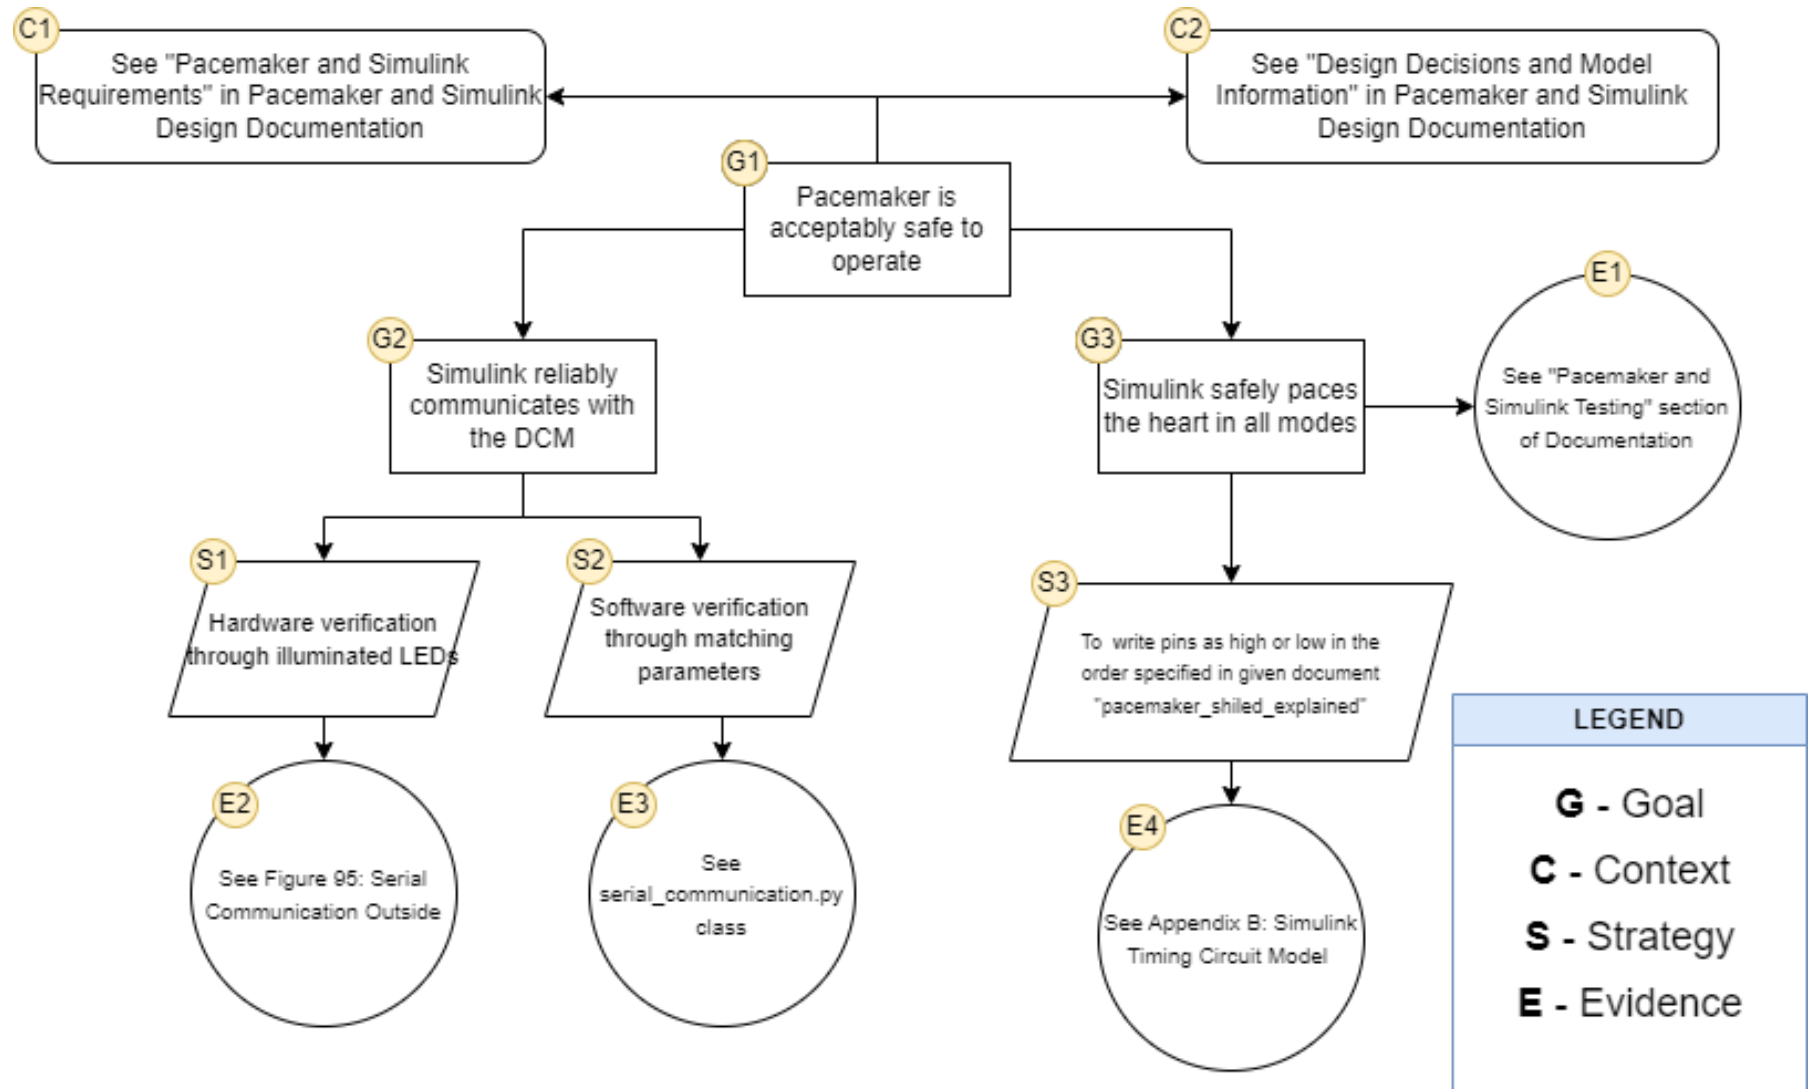 C1
See "Pacemaker and Simulink
Requirements" in Pacemaker and Simulink
Design Documentation
C2
See "Design Decisions and Model
Information" in Pacemaker and Simulink
Design Documentation
G1
Pacemaker is
acceptably safe to
operate
G2
Simulink reliably
communicates with
the DCM
G3
Simulink safely paces
the heart in all modes
E1
See "Pacemaker and
Simulink Testing" section
of Documentation
S1
Hardware verification
through illuminated LEDs
S2
Software verification
through matching
parameters
S3
To write pins as high or low in the
order specified in given document
"pacemaker_shiled_explained"
E2
See Figure 95: Serial
Communication Outside
E3
See
serial_communication.py
class
E4
See Appendix B: Simulink
Timing Circuit Model
LEGEND
G - Goal
C - Context
S - Strategy
E - Evidence